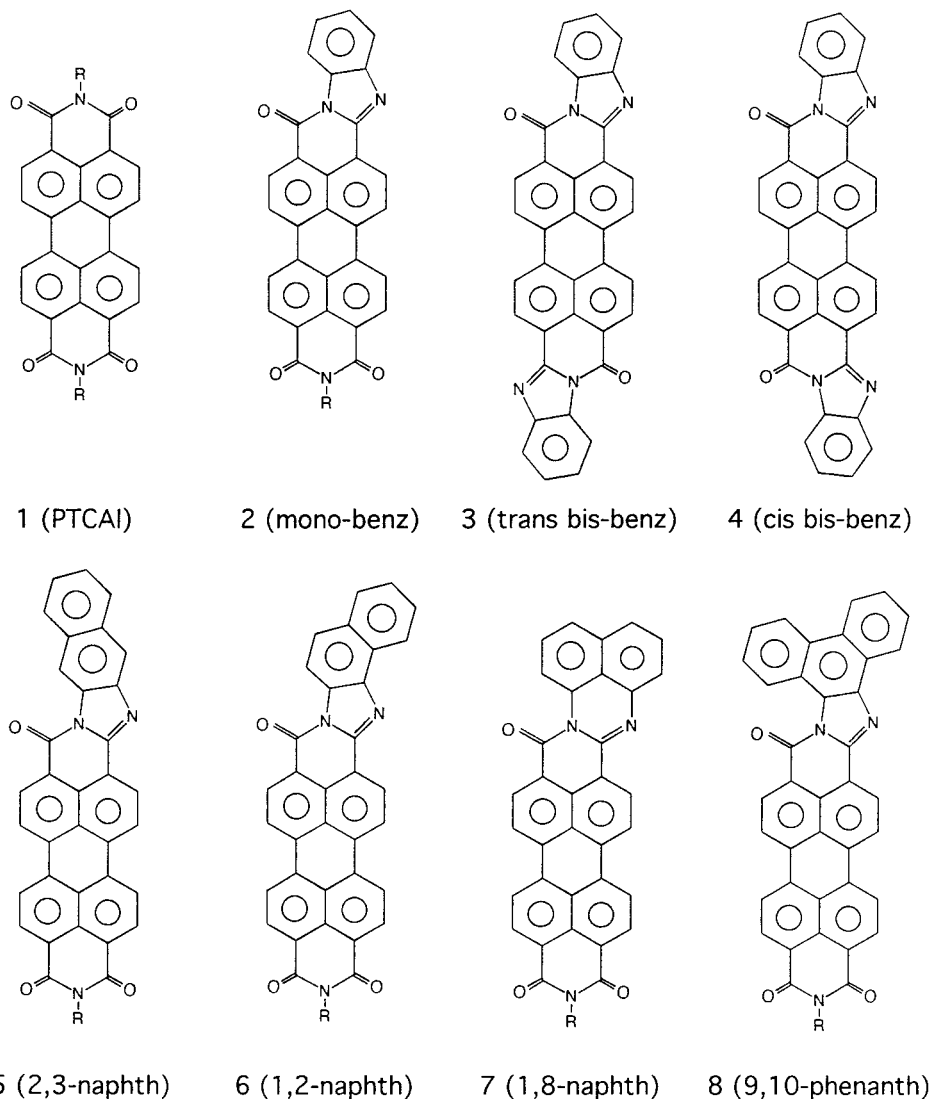 R
N
O O
O O
N
R
1 (PTCAI)
O N N
O O
N
R
2 (mono-benz)
O N N
N N O
3 (trans bis-benz)
O N N
O N N
4 (cis bis-benz)
O N N
O O
N
R
5 (2,3-naphth)
O N N
O O
N
R
6 (1,2-naphth)
O N N
O O
N
R
7 (1,8-naphth)
O N N
O O
N
R
8 (9,10-phenanth)